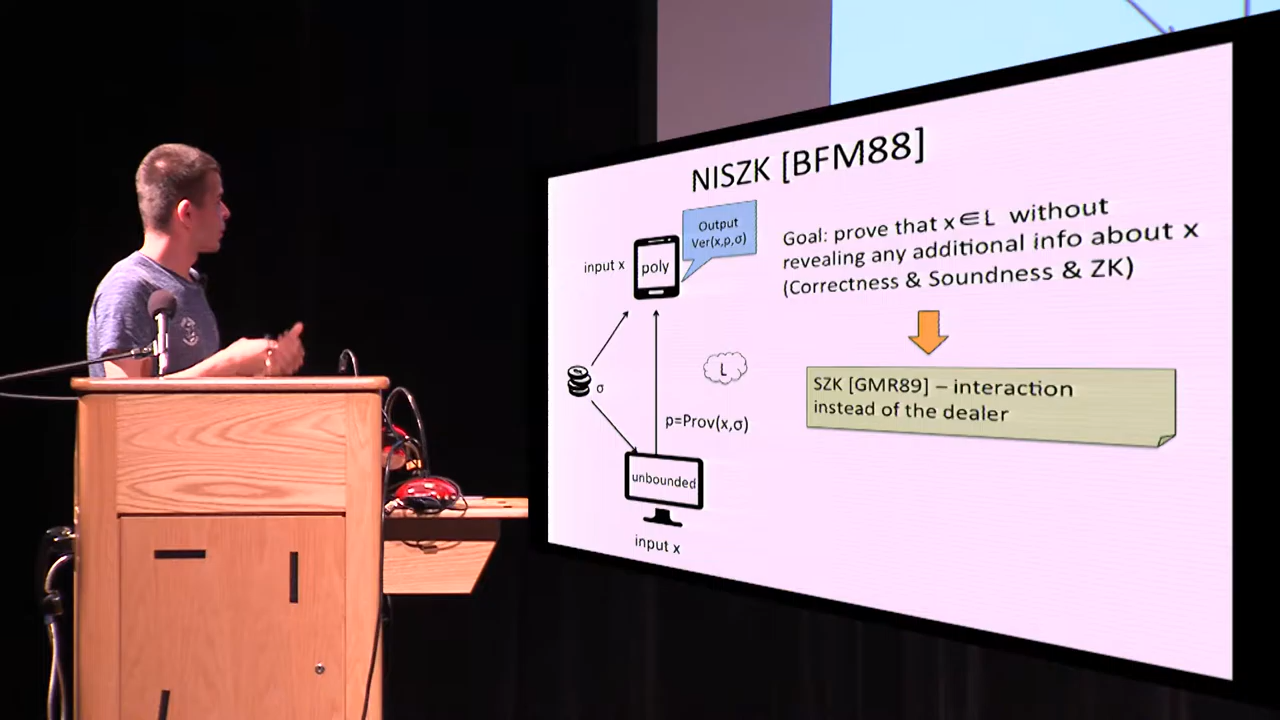 NISZK [BFM88]
Output
Ver(x,p,σ)
input x
poly
Goal: prove that x∈L without
revealing any additional info about x
(Correctness & Soundness & ZK)
σ
L
SZK [GMR89] – interaction
instead of the dealer
p=Prov(x,σ)
unbounded
input x